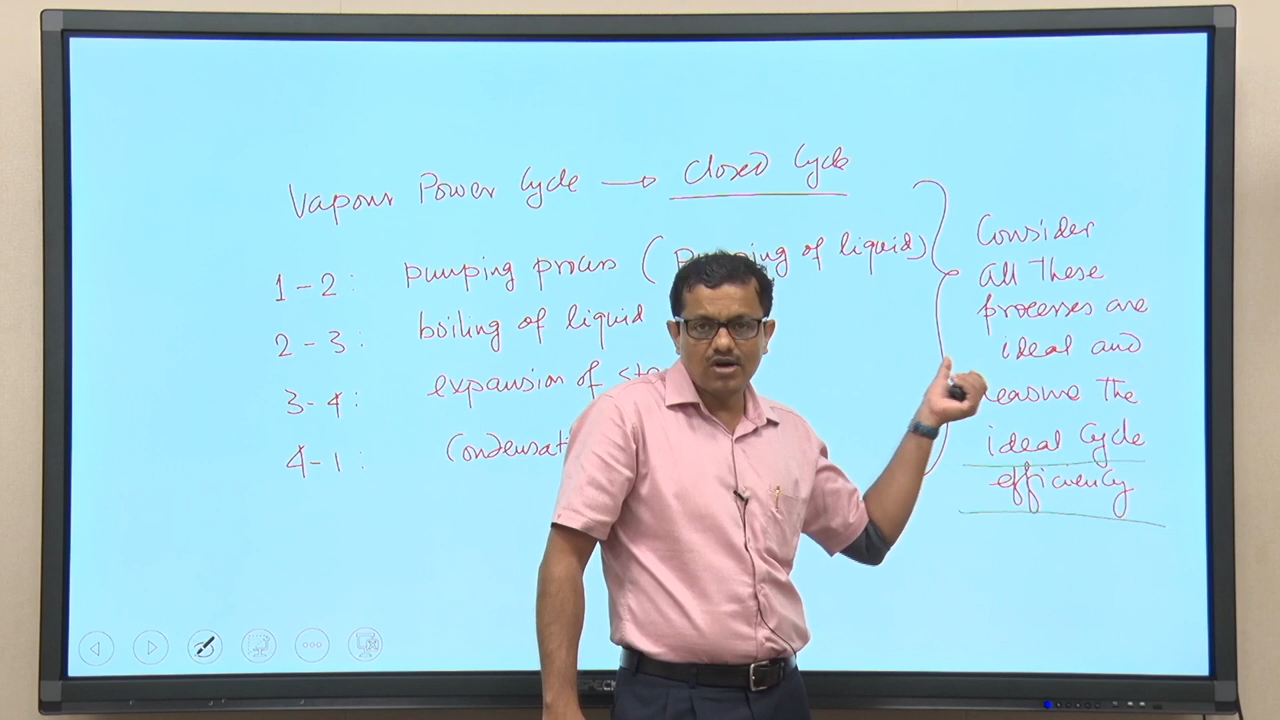 Vapour Power Cycle → Closed Cycle
1-2: pumping process ( of liquid)
2-3: boiling of liquid
3-4: expansion of
4-1:
Consider
all these
processes are
ideal and
the
ideal cycle
efficiency